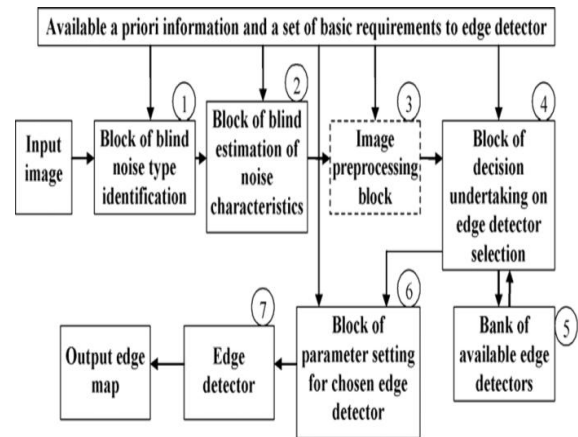 Available a priori information and a set of basic requirements to edge detector
1
2
3
4
Input
image
Block of blind
noise type
identification
Block of blind
estimation of
noise
characteristics
Image
preprocessing
block
Block of
decision
undertaking on
edge detector
selection
7
6
5
Output edge
map
Edge
detector
Block of
parameter setting
for chosen edge
detector
Bank of
available edge
detectors